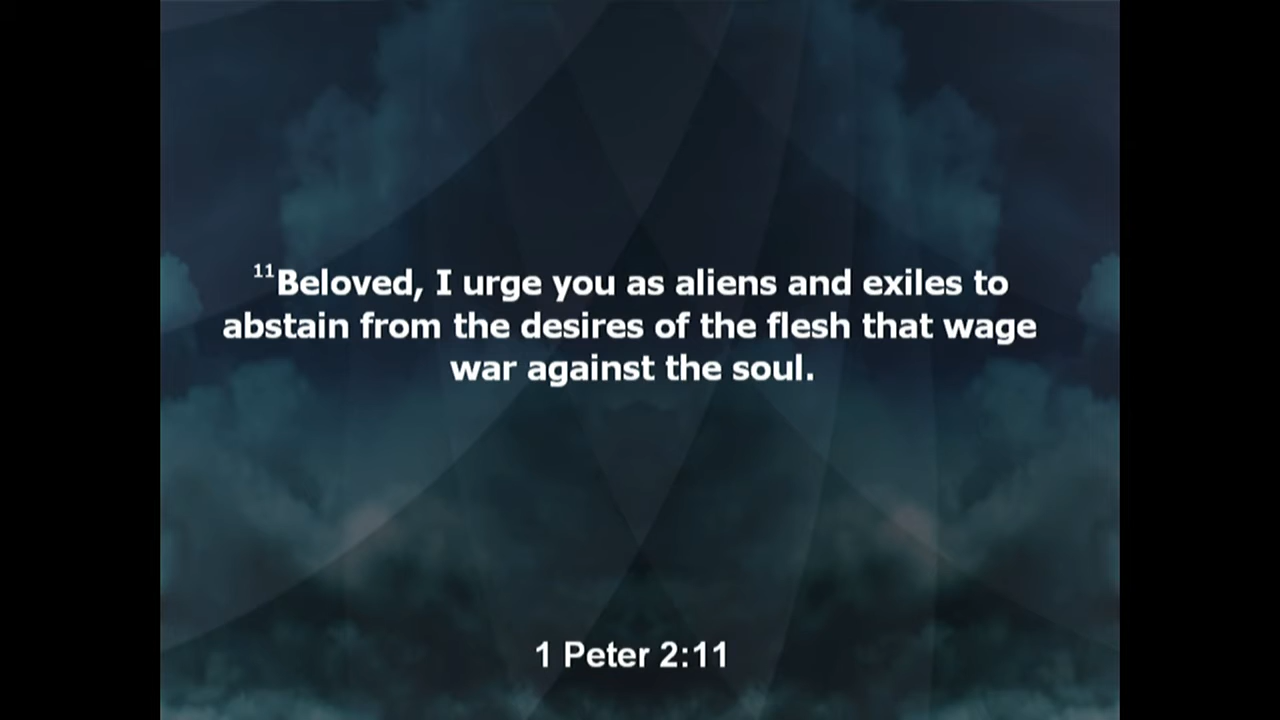 ¹¹Beloved, I urge you as aliens and exiles to
abstain from the desires of the flesh that wage
war against the soul.
1 Peter 2:11